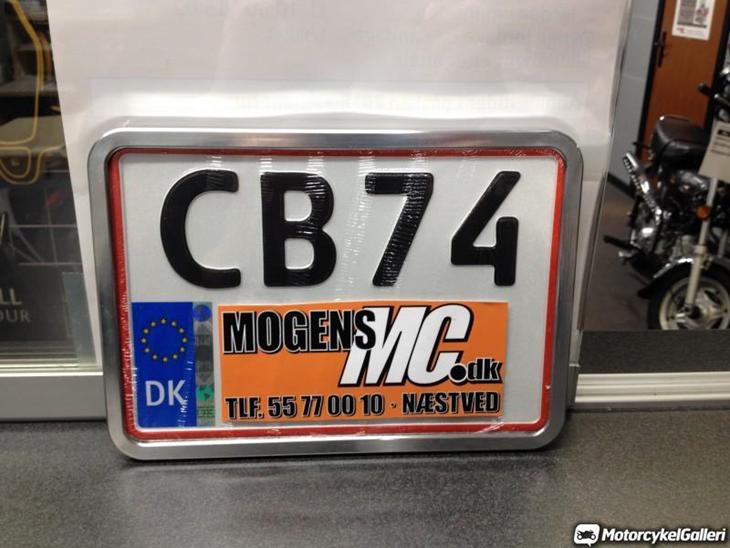 CB74
DK
MOGENS MC.dk
TLF. 55 77 00 10 - NÆSTVED
MotorcykelGalleri